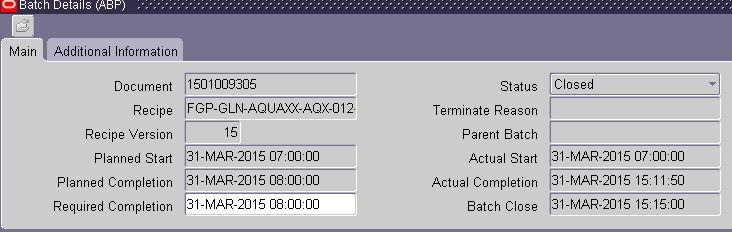 Batch Details (ABP)
Main Additional Information
Document 1501009305 Status Closed
Recipe FGP-GLN-AQUAXX-AQX-012- Terminate Reason
Recipe Version 15 Parent Batch
Planned Start 31-MAR-2015 07:00:00 Actual Start 31-MAR-2015 07:00:00
Planned Completion 31-MAR-2015 08:00:00 Actual Completion 31-MAR-2015 15:11:50
Required Completion 31-MAR-2015 08:00:00 Batch Close 31-MAR-2015 15:15:00